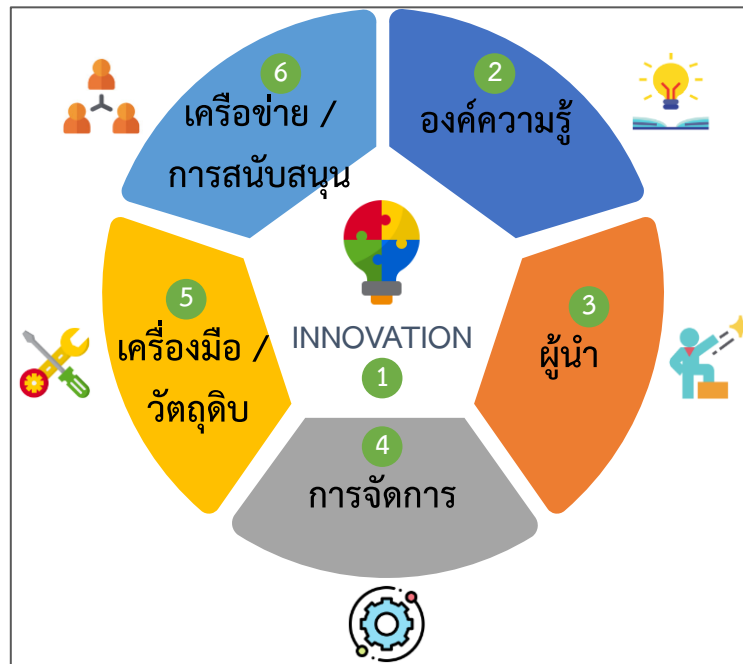 6
เครือข่าย /
การสนับสนุน
2
องค์ความรู้
INNOVATION
1
3
ผู้นำ
5
เครื่องมือ /
วัตถุดิบ
4
การจัดการ